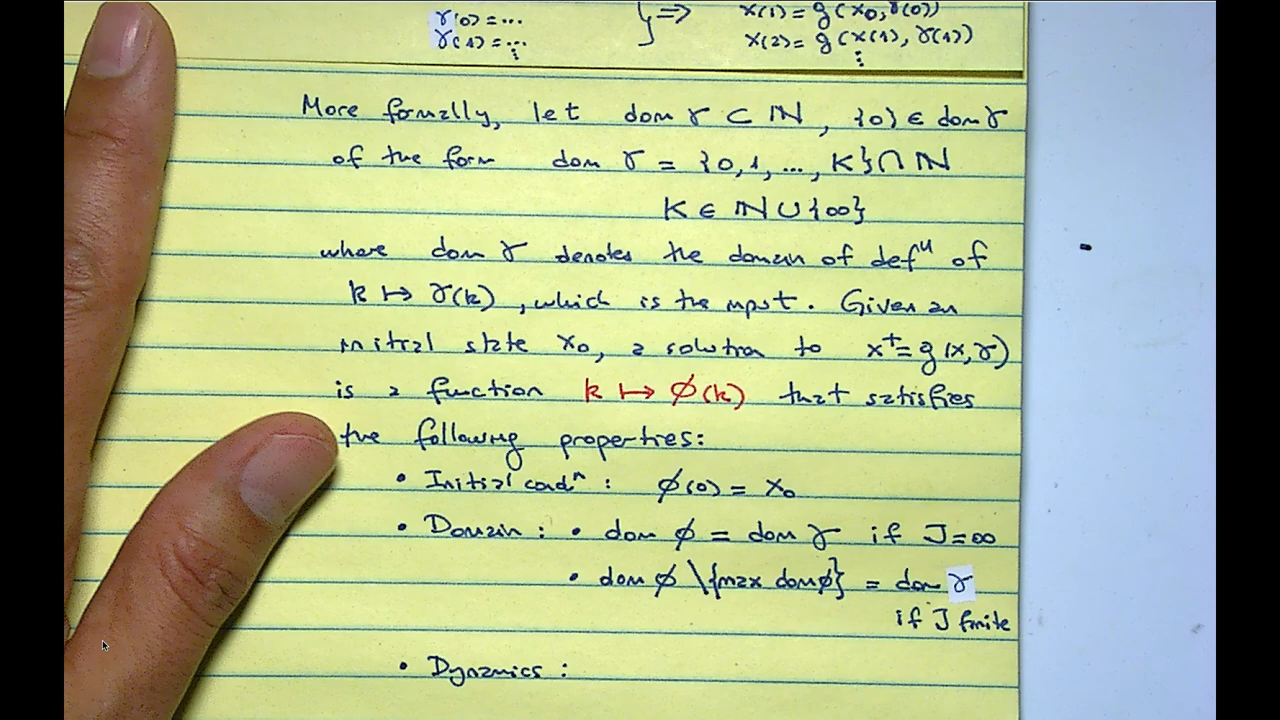 γ(0) = ... } ⇒ x(1) = g(x0, γ(0))
γ(1) = ... x(2) = g(x(1), γ(1))
⋮ ⋮
More formally, let dom γ ⊂ ℕ, {0} ∈ dom γ
of the form dom γ = {0, 1, ..., K} ∩ ℕ
K ∈ ℕ ∪ {∞}
where dom γ denotes the domain of defⁿ of
k ↦ γ(k), which is the input. Given an
initial state x0, a solution to x⁺ = g(x, γ)
is a function k ↦ ϕ(k) that satisfies
the following properties:
• Initial condⁿ: ϕ(0) = x0
• Domain: • dom ϕ = dom γ if J = ∞
• dom ϕ \ {max dom ϕ} = dom γ
if J finite
• Dynamics: